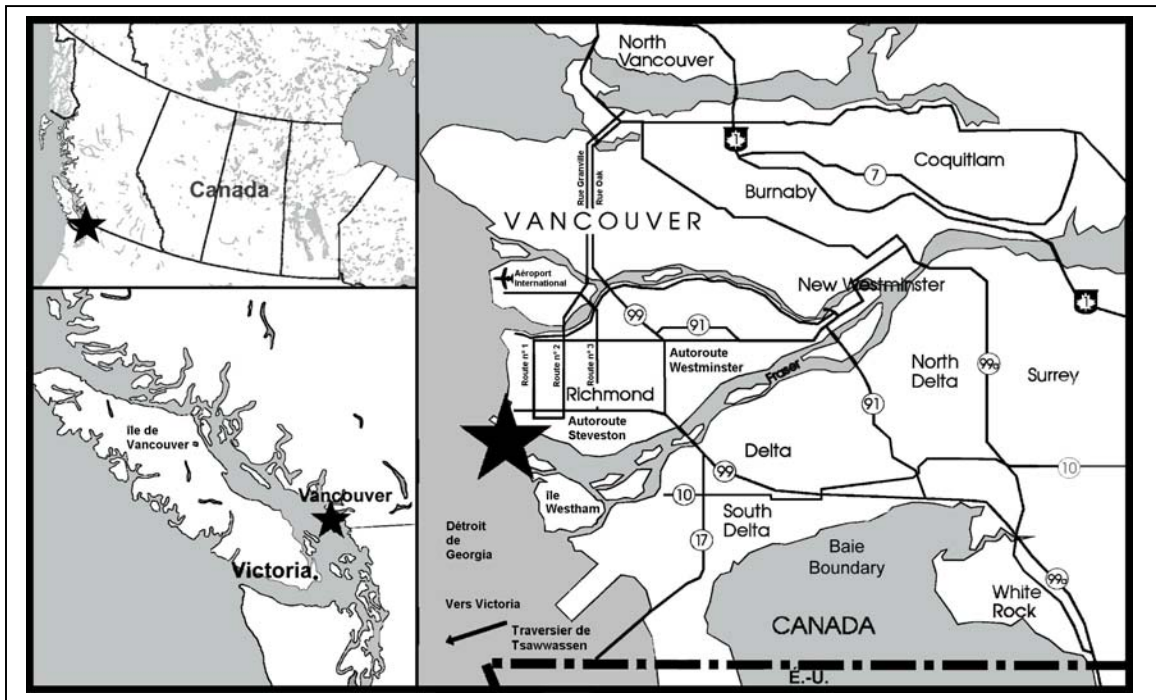 Canada
île de
Vancouver
Vancouver
Victoria
North
Vancouver
1
7
Coquitlam
Burnaby
Rue Granville
Rue Oak
VANCOUVER
Aéroport
International
New Westminster
1
99
91
Autoroute
Westminster
Route n° 1
Route n° 2
Route n° 3
Richmond
Fraser
North
Delta
99a
Surrey
91
Autoroute
Steveston
Delta
99
10
10
île
Westham
South
Delta
17
Détroit
de
Georgia
Baie
Boundary
99a
White
Rock
Vers Victoria
Traversier de
Tsawwassen
CANADA
É.-U.